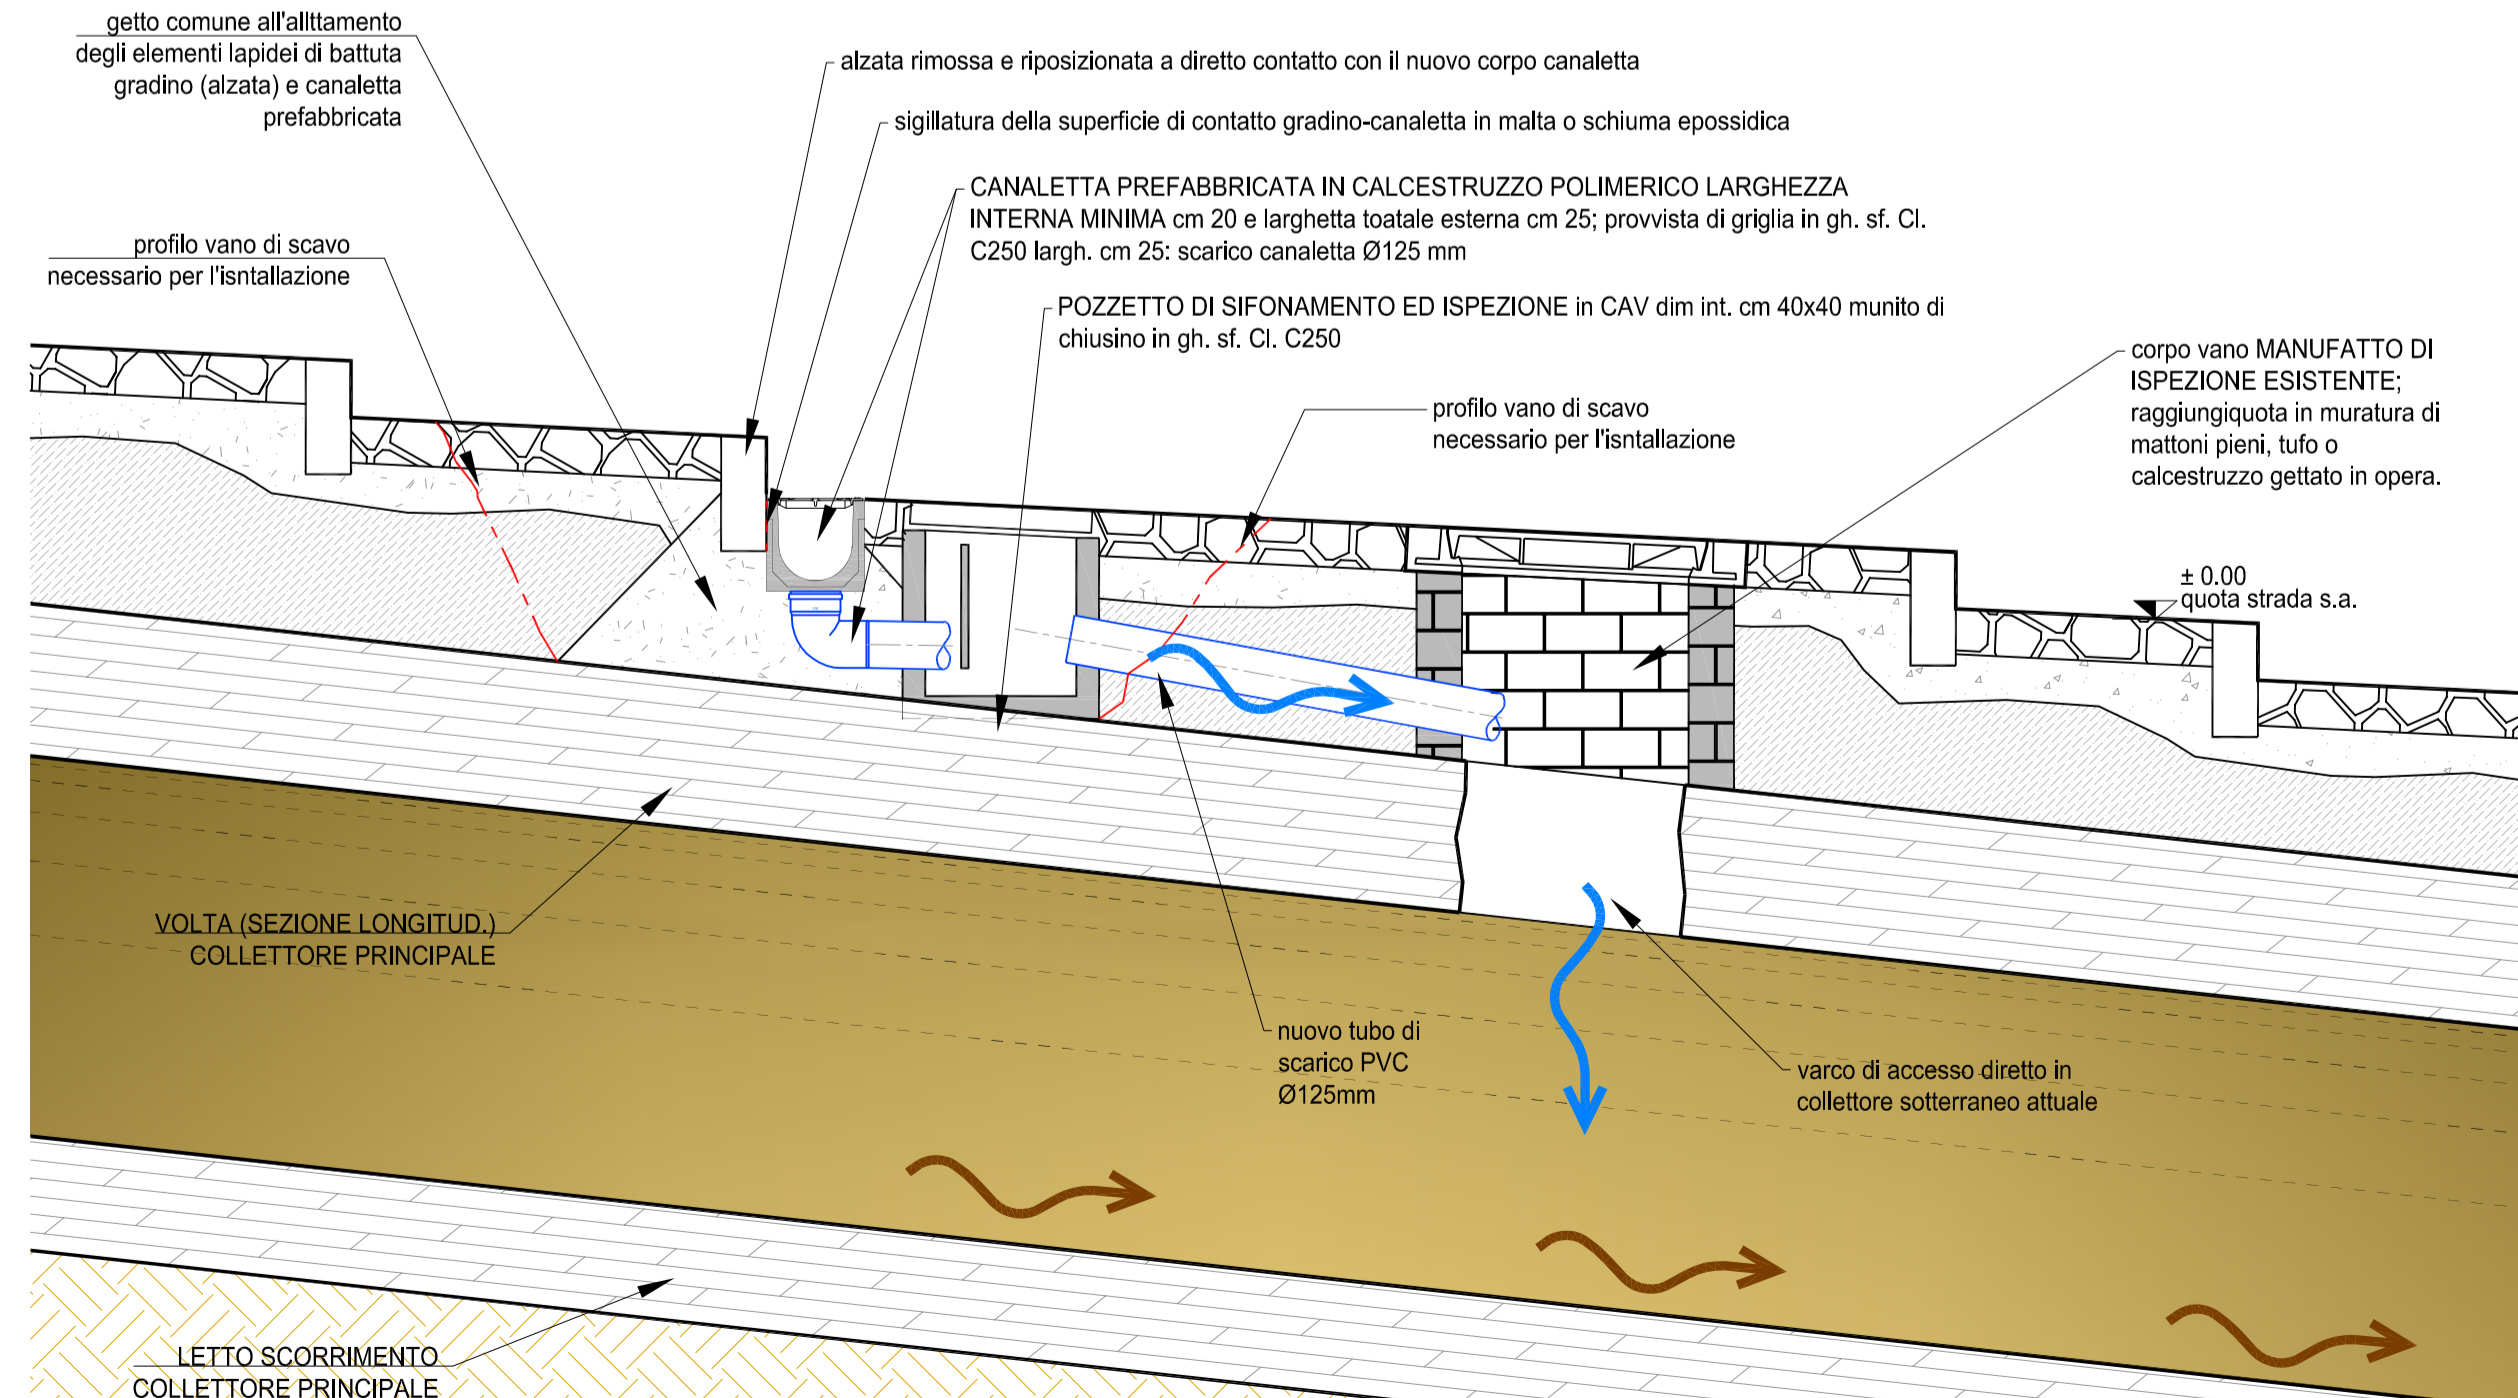 getto comune all'allttamento
degli elementi lapidei di battuta
gradino (alzata) e canaletta
prefabbricata
alzata rimossa e riposizionata a diretto contatto con il nuovo corpo canaletta
sigillatura della superficie di contatto gradino-canaletta in malta o schiuma epossidica
CANALETTA PREFABBRICATA IN CALCESTRUZZO POLIMERICO LARGHEZZA
INTERNA MINIMA cm 20 e larghetta toatale esterna cm 25; provvista di griglia in gh. sf. Cl.
C250 largh. cm 25: scarico canaletta Ø125 mm
profilo vano di scavo
necessario per l'isntallazione
POZZETTO DI SIFONAMENTO ED ISPEZIONE in CAV dim int. cm 40x40 munito di
chiusino in gh. sf. Cl. C250
corpo vano MANUFATTO DI
ISPEZIONE ESISTENTE;
raggiungiquota in muratura di
mattoni pieni, tufo o
calcestruzzo gettato in opera.
profilo vano di scavo
necessario per l'isntallazione
± 0.00
quota strada s.a.
VOLTA (SEZIONE LONGITUD.)
COLLETTORE PRINCIPALE
nuovo tubo di
scarico PVC
Ø125mm
varco di accesso diretto in
collettore sotterraneo attuale
LETTO SCORRIMENTO
COLLETTORE PRINCIPALE